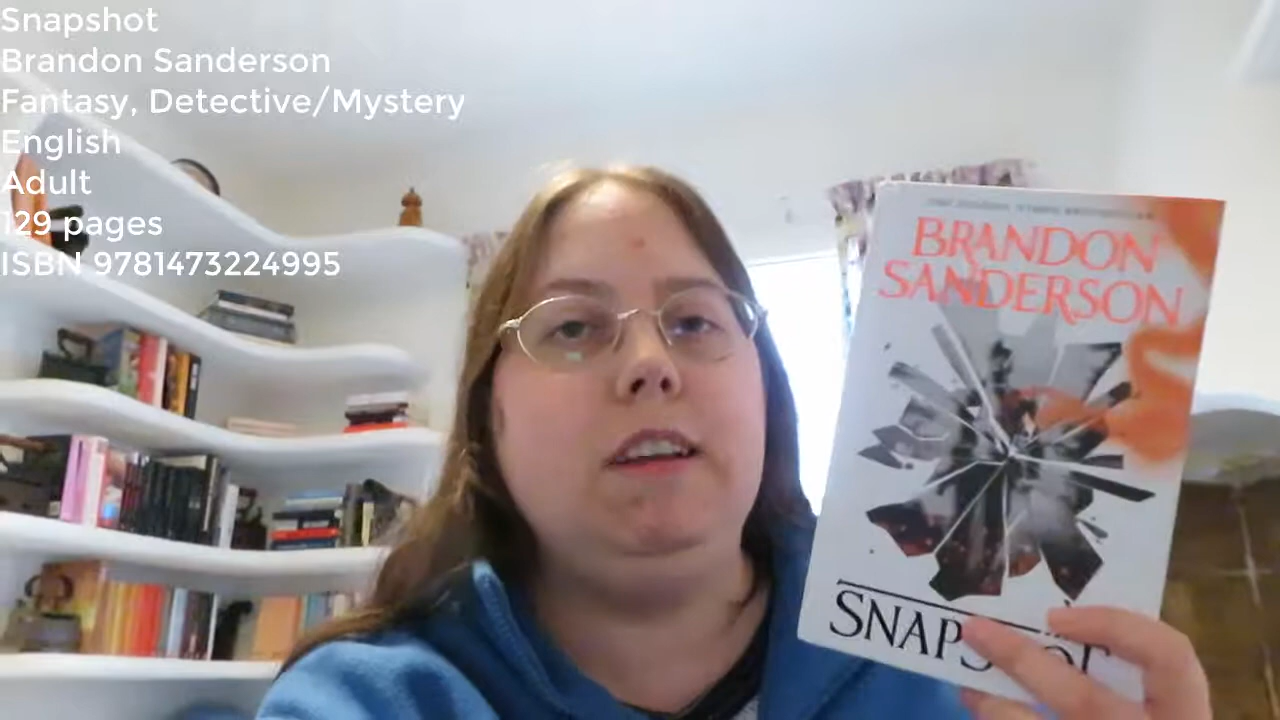 Snapshot
Brandon Sanderson
Fantasy, Detective/Mystery
English
Adult
129 pages
ISBN 9781473224995
BRANDON
SANDERSON